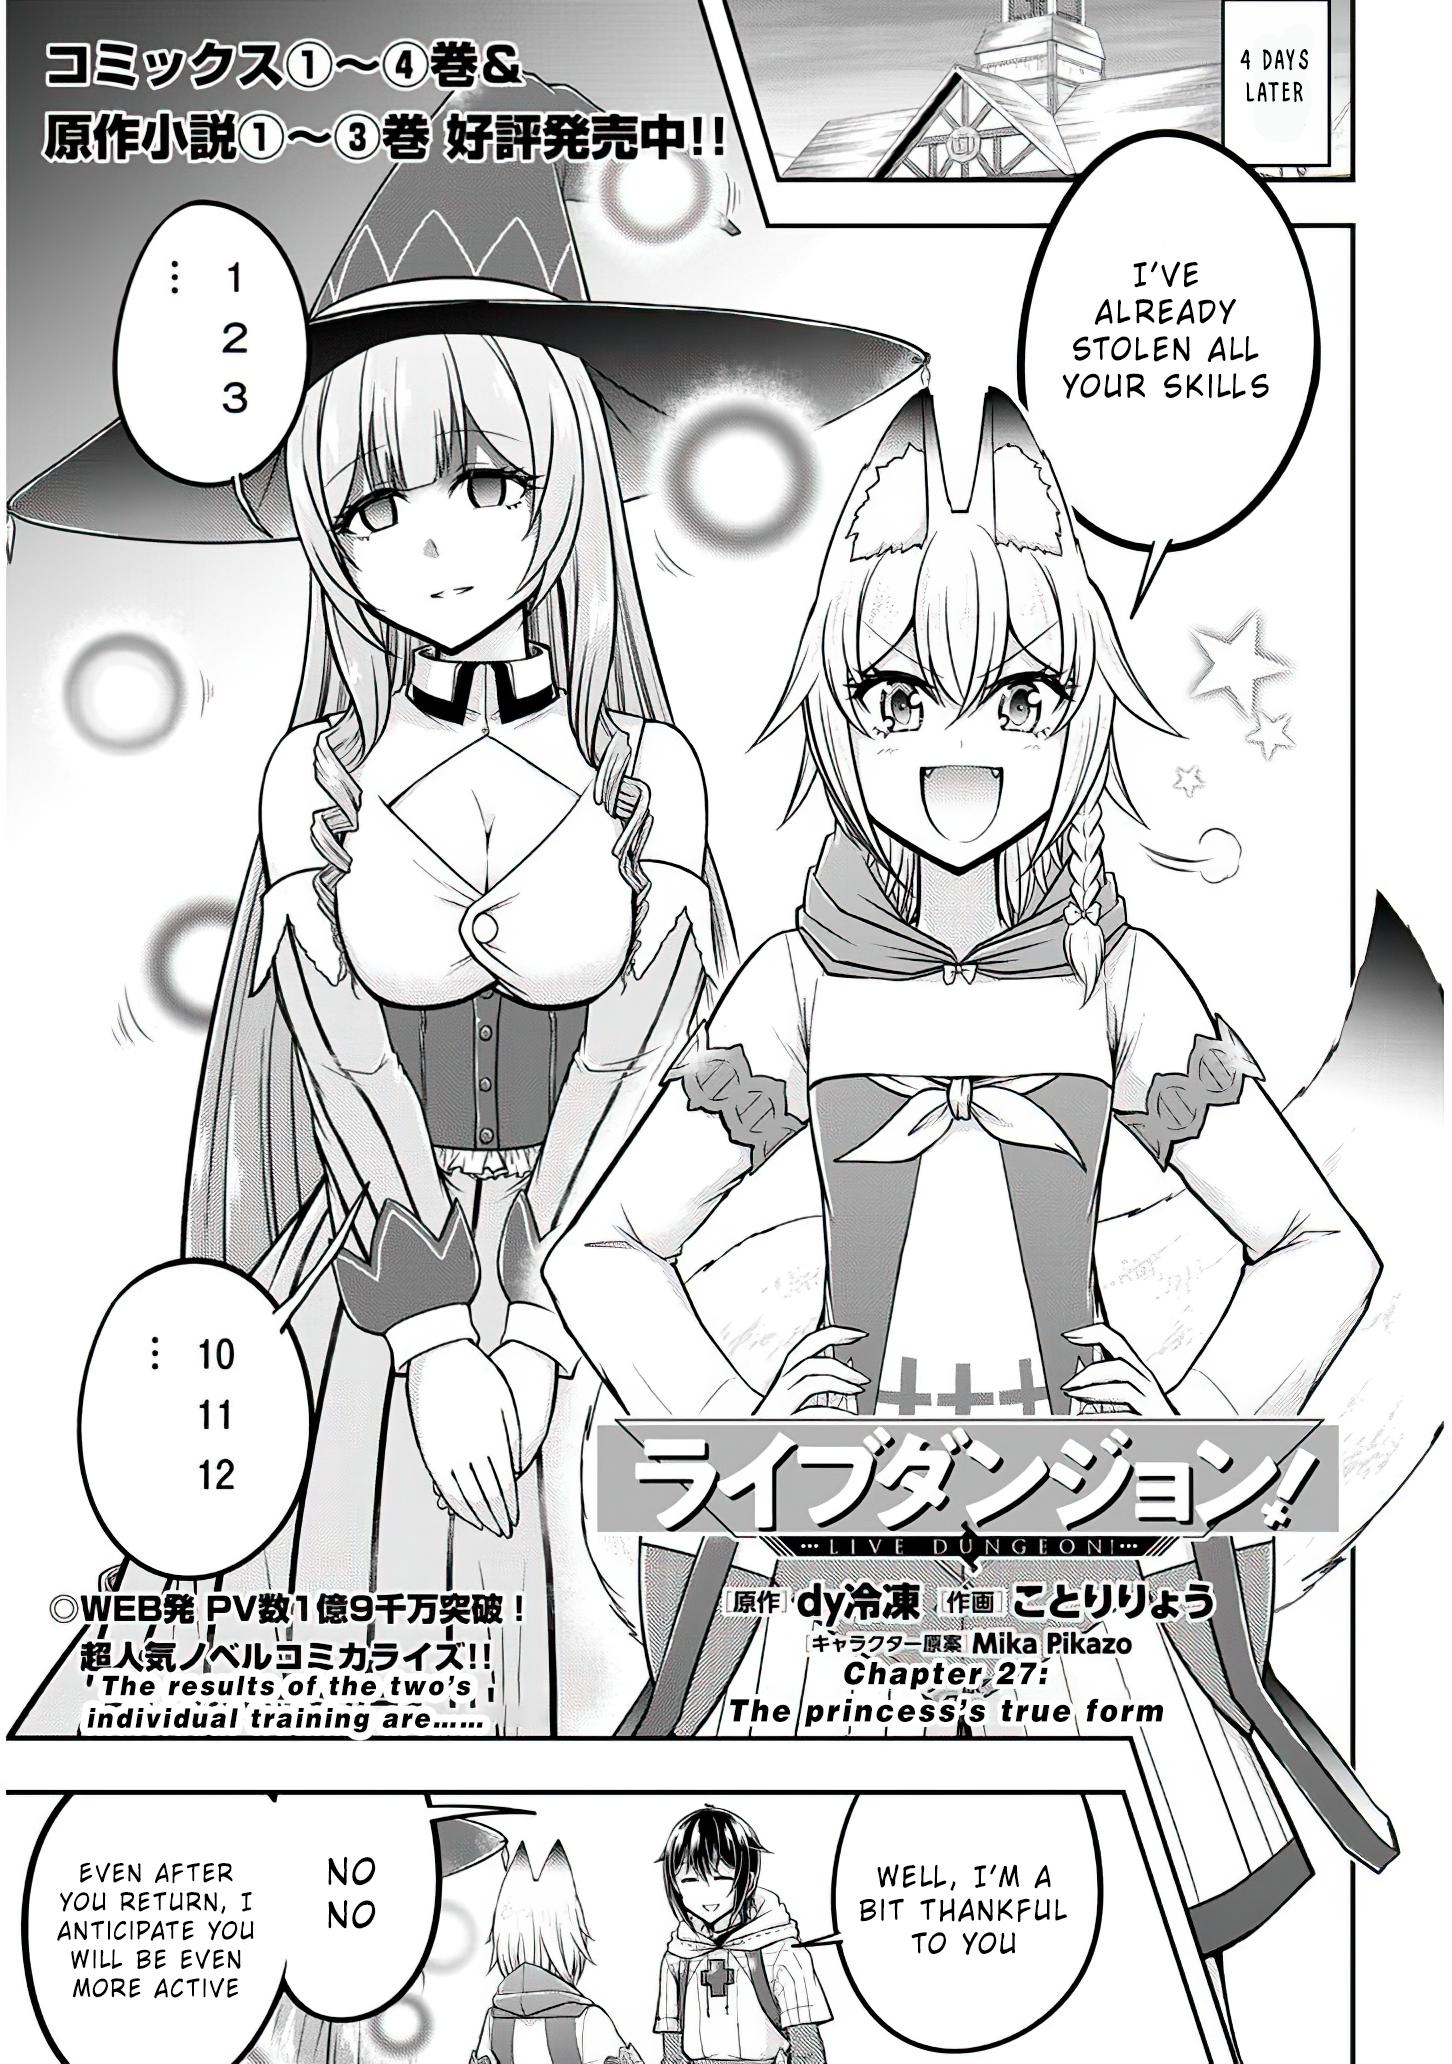 4 DAYS
LATER
コミックス①～④巻&
原作小説①～③巻 好評発売中!!
I'VE
ALREADY
STOLEN ALL
YOUR SKILLS
1
2
3
⋮
10
11
12
⋮
ライブダンジョン!
…LIVE DUNGEON!…
[原作] dy冷凍 [作画] ことりりょう
[キャラクター原案] Mika Pikazo
Chapter 27:
The princess's true form
◎WEB発 PV数1億9千万突破!
超人気ノベルコミカライズ!!
The results of the two's
individual training are......
WELL, I'M A
BIT THANKFUL
TO YOU
NO
NO
EVEN AFTER
YOU RETURN, I
ANTICIPATE YOU
WILL BE EVEN
MORE ACTIVE